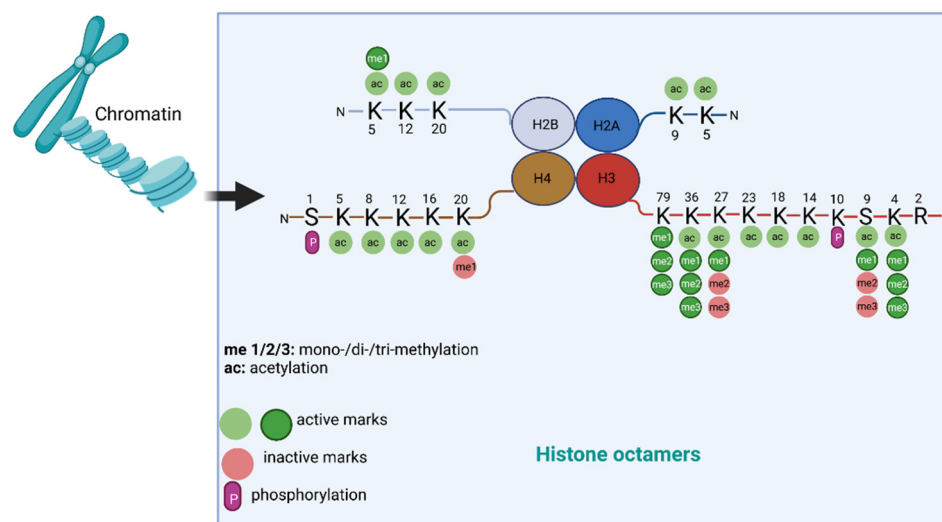 me1
ac ac ac
N K K K
5 12 20
Chromatin
H2B H2A
ac ac
K K N
9 5
H4 H3
1 5 8 12 16 20
N S K K K K K
P ac ac ac ac ac
me1
79 36 27 23 18 14 10 9 4 2
K K K K K K K S K R
me1 ac ac ac ac ac P ac ac
me2 me1 me1 me1 me1
me3 me2 me2 me2 me2
me3 me3 me3 me3
me 1/2/3: mono-/di-/tri-methylation
ac: acetylation
active marks
inactive marks
Histone octamers
P phosphorylation